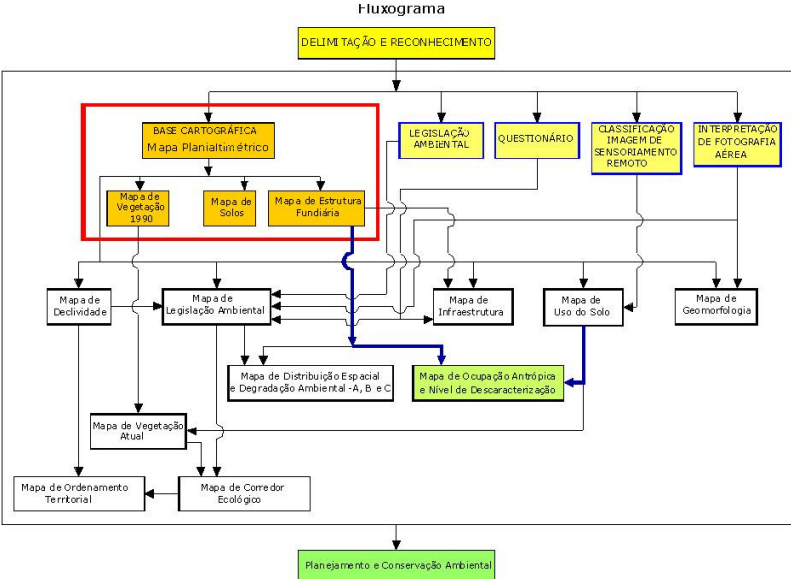 Fluxograma
DELIMITAÇÃO E RECONHECIMENTO
BASE CARTOGRÁFICA
Mapa Planialtimétrico
LEGISLAÇÃO
AMBIENTAL
QUESTIONÁRIO
CLASSIFICAÇÃO
IMAGEM DE
SENSORIAMENTO
REMOTO
INTERPRETAÇÃO
DE FOTOGRAFIA
AÉREA
Mapa de
Vegetação
1990
Mapa de
Solos
Mapa de Estrutura
Fundiária
Mapa de
Declividade
Mapa de
Legislação Ambiental
Mapa de
Infraestrutura
Mapa de
Uso do Solo
Mapa de
Geomorfologia
Mapa de Distribuição Espacial
e Degradação Ambiental -A, B e C
Mapa de Ocupação Antrópica
e Nível de Descaracterização
Mapa de Vegetação
Atual
Mapa de Ordenamento
Territorial
Mapa de Corredor
Ecológico
Planejamento e Conservação Ambiental